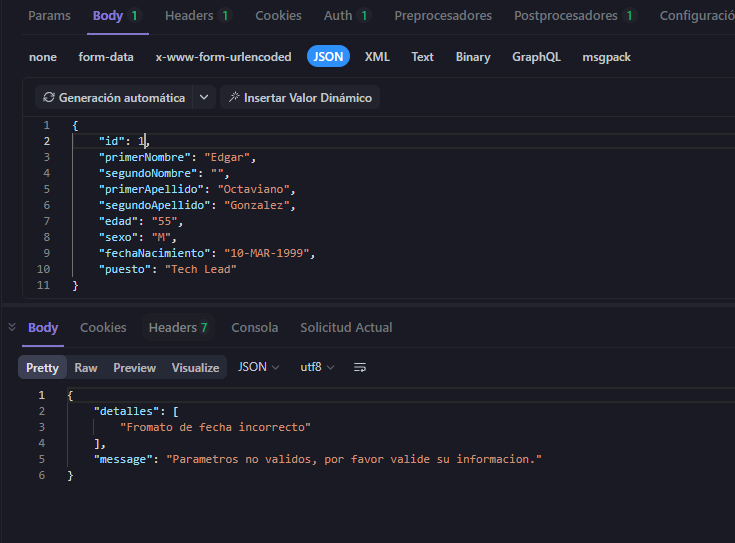 Params Body 1 Headers 1 Cookies Auth 1 Preprocesadores Postprocesadores 1 Configuració
none form-data x-www-form-urlencoded JSON XML Text Binary GraphQL msgpack
Generación automática Insertar Valor Dinámico
1 {
2 "id": 1,
3 "primerNombre": "Edgar",
4 "segundoNombre": "",
5 "primerApellido": "Octaviano",
6 "segundoApellido": "Gonzalez",
7 "edad": "55",
8 "sexo": "M",
9 "fechaNacimiento": "10-MAR-1999",
10 "puesto": "Tech Lead"
11 }
Body Cookies Headers 7 Consola Solicitud Actual
Pretty Raw Preview Visualize JSON utf8
1 {
2 "detalles": [
3 "Fromato de fecha incorrecto"
4 ],
5 "message": "Parametros no validos, por favor valide su informacion."
6 }